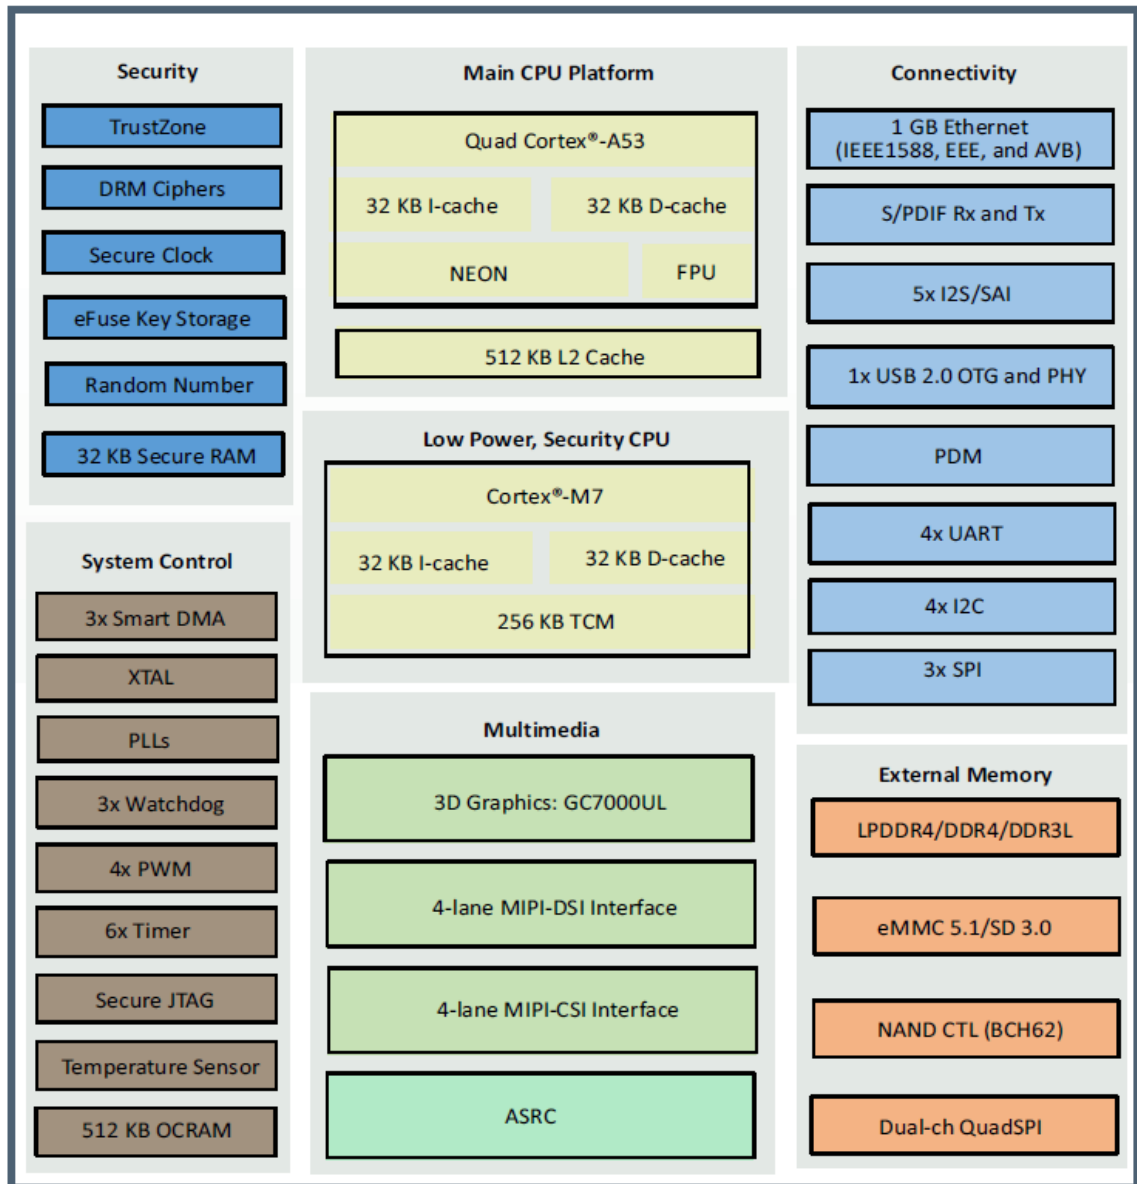 Security
TrustZone
DRM Ciphers
Secure Clock
eFuse Key Storage
Random Number
32 KB Secure RAM
System Control
3x Smart DMA
XTAL
PLLs
3x Watchdog
4x PWM
6x Timer
Secure JTAG
Temperature Sensor
512 KB OCRAM
Main CPU Platform
Quad Cortex®-A53
32 KB I-cache
32 KB D-cache
NEON
FPU
512 KB L2 Cache
Low Power, Security CPU
Cortex®-M7
32 KB I-cache
32 KB D-cache
256 KB TCM
Multimedia
3D Graphics: GC7000UL
4-lane MIPI-DSI Interface
4-lane MIPI-CSI Interface
ASRC
Connectivity
1 GB Ethernet
(IEEE1588, EEE, and AVB)
S/PDIF Rx and Tx
5x I2S/SAI
1x USB 2.0 OTG and PHY
PDM
4x UART
4x I2C
3x SPI
External Memory
LPDDR4/DDR4/DDR3L
eMMC 5.1/SD 3.0
NAND CTL (BCH62)
Dual-ch QuadSPI